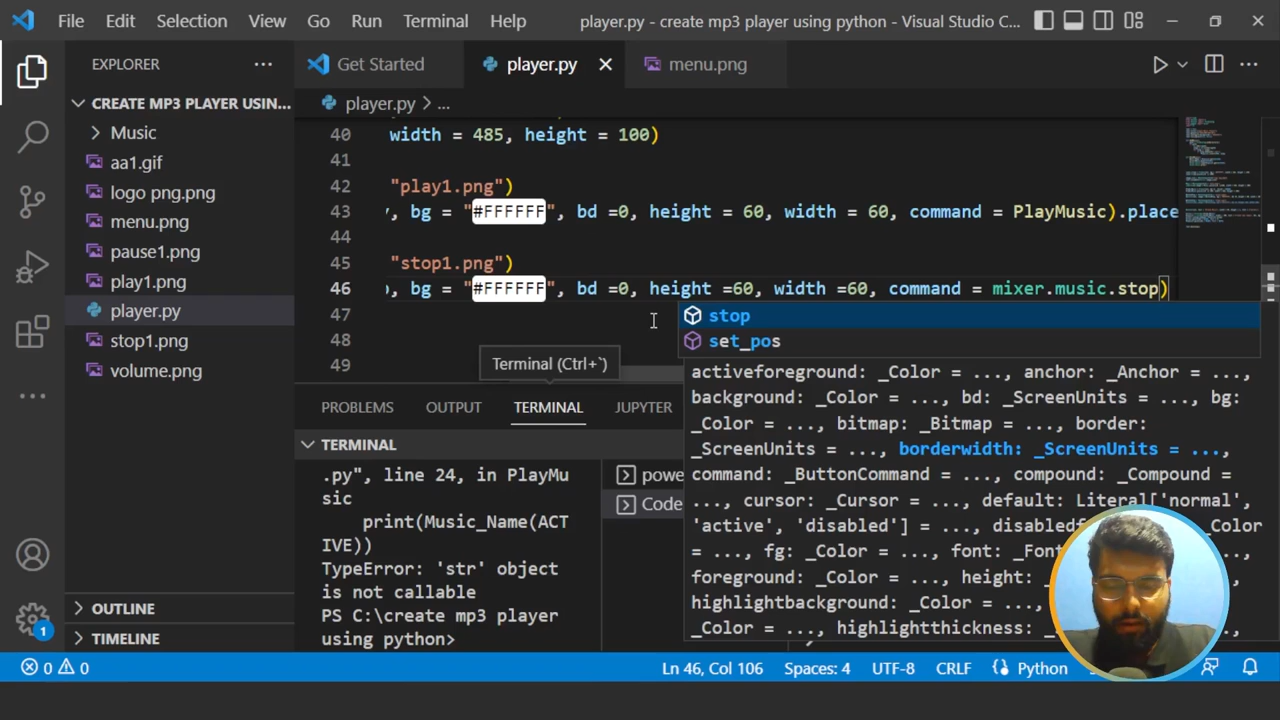 File Edit Selection View Go Run Terminal Help player.py - create mp3 player using python - Visual Studio C...
EXPLORER
Get Started player.py menu.png
CREATE MP3 PLAYER USIN...
player.py > ...
Music
aa1.gif
logo png.png
menu.png
pause1.png
play1.png
player.py
stop1.png
volume.png
40 width = 485, height = 100)
41
42 "play1.png")
43 y, bg = "#FFFFFF", bd =0, height = 60, width = 60, command = PlayMusic).place
44
45 "stop1.png")
46 p, bg = "#FFFFFF", bd =0, height =60, width =60, command = mixer.music.stop)
47
48
49
stop
set_pos
activeforeground: _Color = ..., anchor: _Anchor = ...,
background: _Color = ..., bd: _ScreenUnits = ..., bg:
_Color = ..., bitmap: _Bitmap = ..., border:
_ScreenUnits = ..., borderwidth: _ScreenUnits = ...,
command: _ButtonCommand = ..., compound: _Compound =
..., cursor: _Cursor = ..., default: Literal['normal',
'active', 'disabled'] = ..., _Color
= ..., fg: _Color = ..., font:
foreground: _Color = ...,
highlightbackground: _Color =
_Color = ..., highlightthickness:
Terminal (Ctrl+`)
PROBLEMS OUTPUT TERMINAL JUPYTER
TERMINAL
.py", line 24, in PlayMu
sic
print(Music_Name(ACT
IVE))
TypeError: 'str' object
is not callable
PS C:\create mp3 player
using python>
powe
Code
OUTLINE
TIMELINE
1
0 0 Ln 46, Col 106 Spaces: 4 UTF-8 CRLF Python